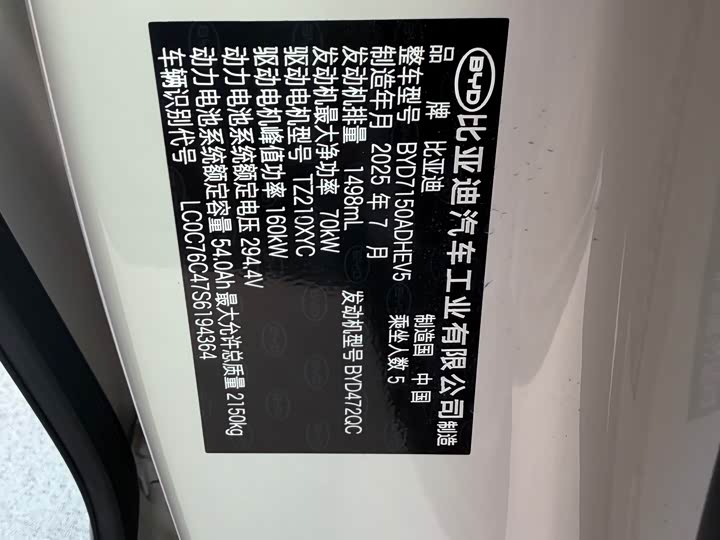 BYD 比亚迪汽车工业有限公司 制造
品 牌 比亚迪 制造国 中国
整车型号 BYD7150ADHEV5 乘坐人数 5
制造年月 2025 年 7 月
发动机排量 1498mL 发动机型号 BYD472QC
发动机最大净功率 70kW
驱动电机型号 TZ210XYC
驱动电机峰值功率 160kW
动力电池系统额定电压 294.4V
动力电池系统额定容量 54.0Ah 最大允许总质量 2150kg
车辆识别代号 LC0C76C47S6194364